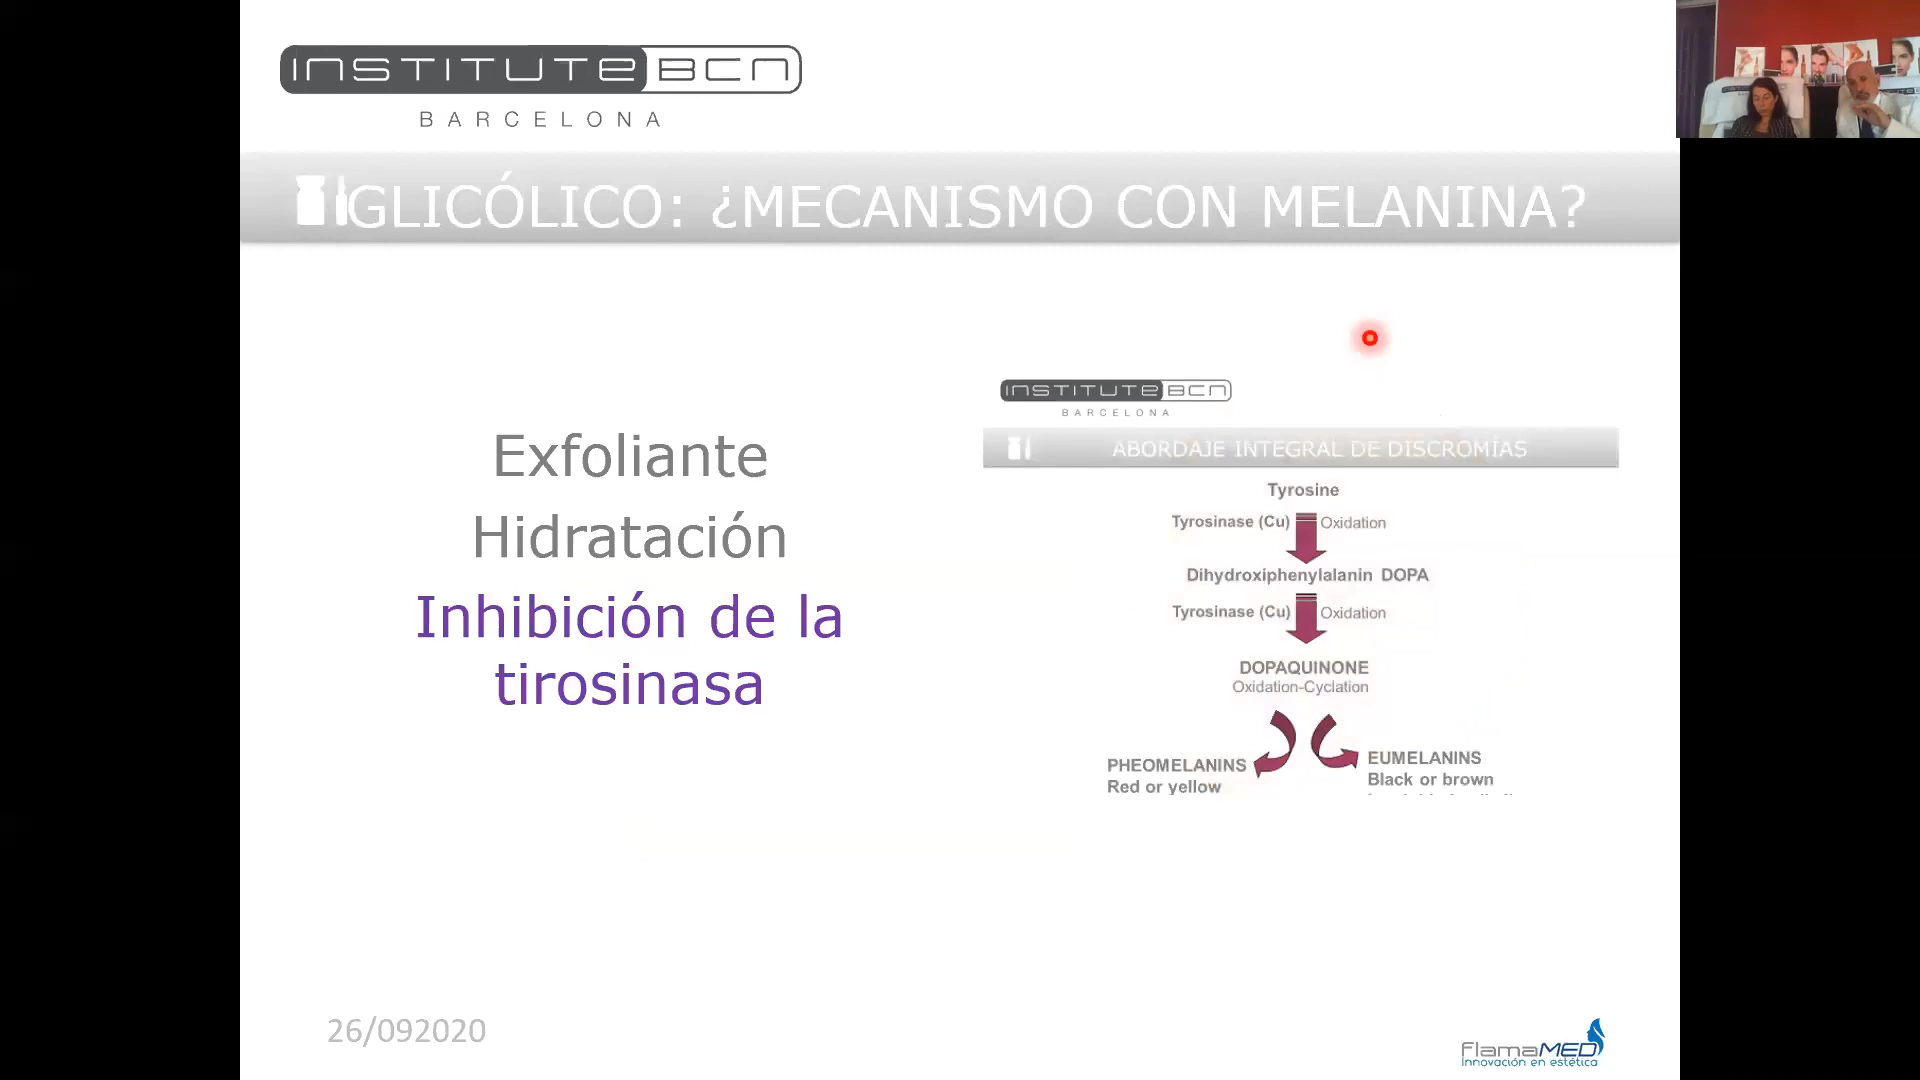 INSTITUTE BCN
BARCELONA
GLICÓLICO: ¿MECANISMO CON MELANINA?
Exfoliante
Hidratación
Inhibición de la
tirosinasa
INSTITUTE BCN
BARCELONA
ABORDAJE INTEGRAL DE DISCROMÍAS
Tyrosine
Tyrosinase (Cu) Oxidation
Dihydroxiphenylalanin DOPA
Tyrosinase (Cu) Oxidation
DOPAQUINONE
Oxidation-Cyclation
PHEOMELANINS
Red or yellow
EUMELANINS
Black or brown
26/092020
FlamaMED
Innovación en estética